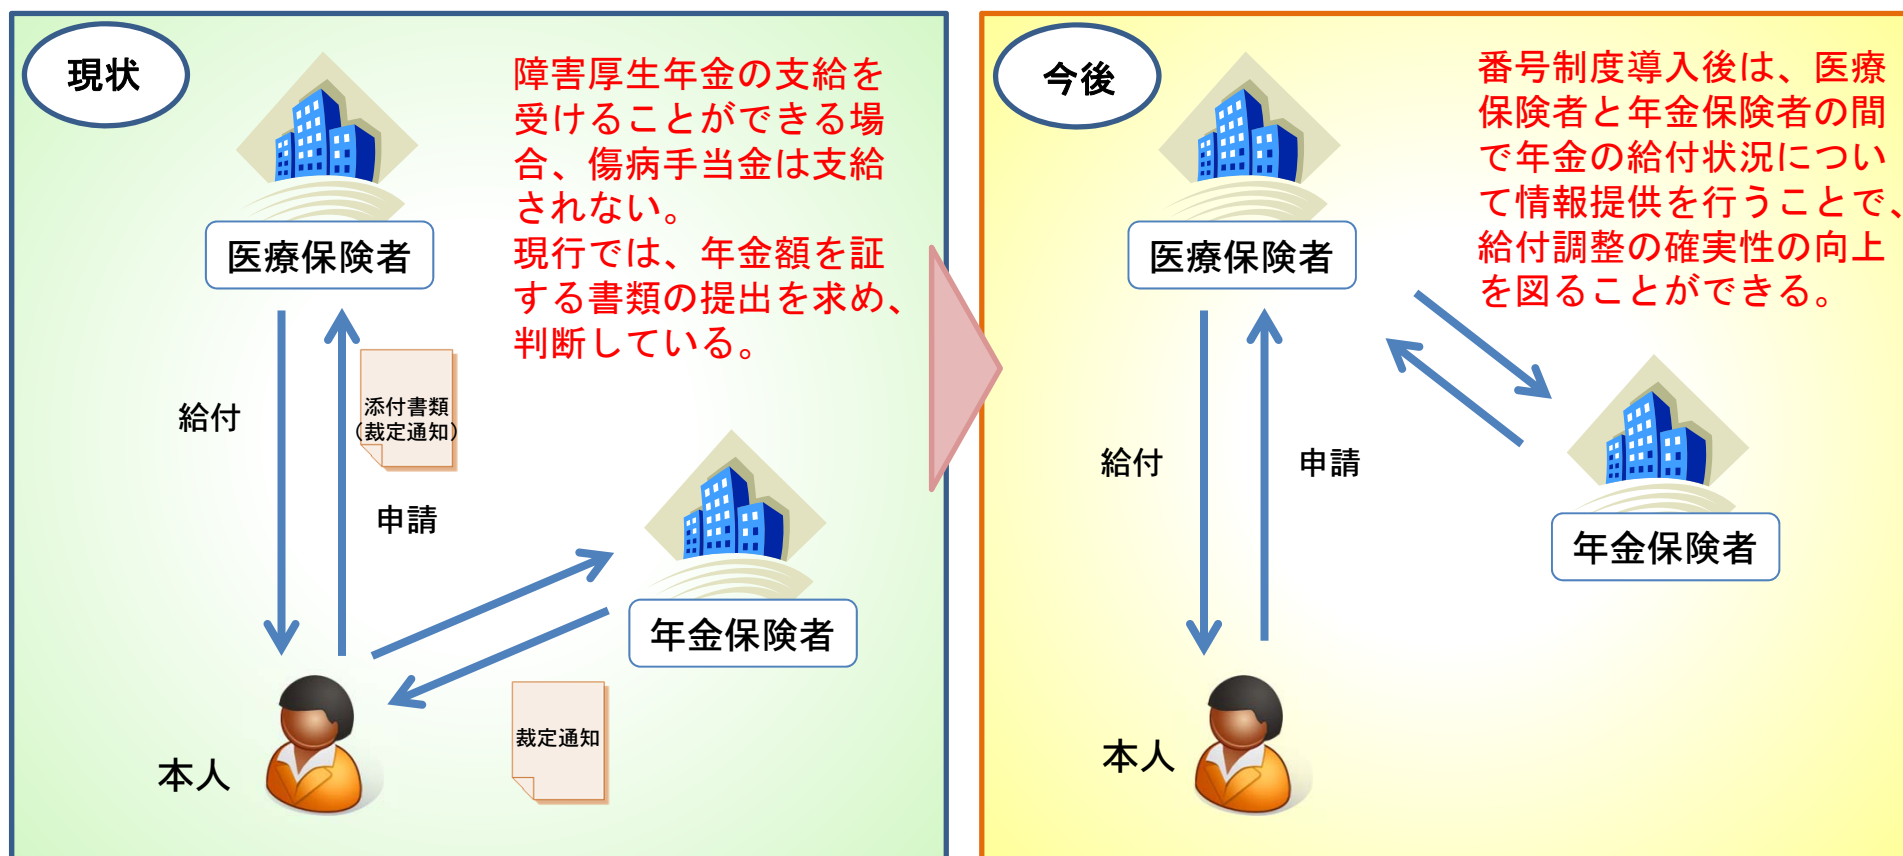 現状
障害厚生年金の支給を
受けることができる場
合、傷病手当金は支給
されない。
現行では、年金額を証
する書類の提出を求め、
判断している。
医療保険者
給付
添付書類
（裁定通知）
申請
年金保険者
裁定通知
本人
今後
番号制度導入後は、医療
保険者と年金保険者の間
で年金の給付状況につい
て情報提供を行うことで、
給付調整の確実性の向上
を図ることができる。
医療保険者
給付
申請
年金保険者
本人